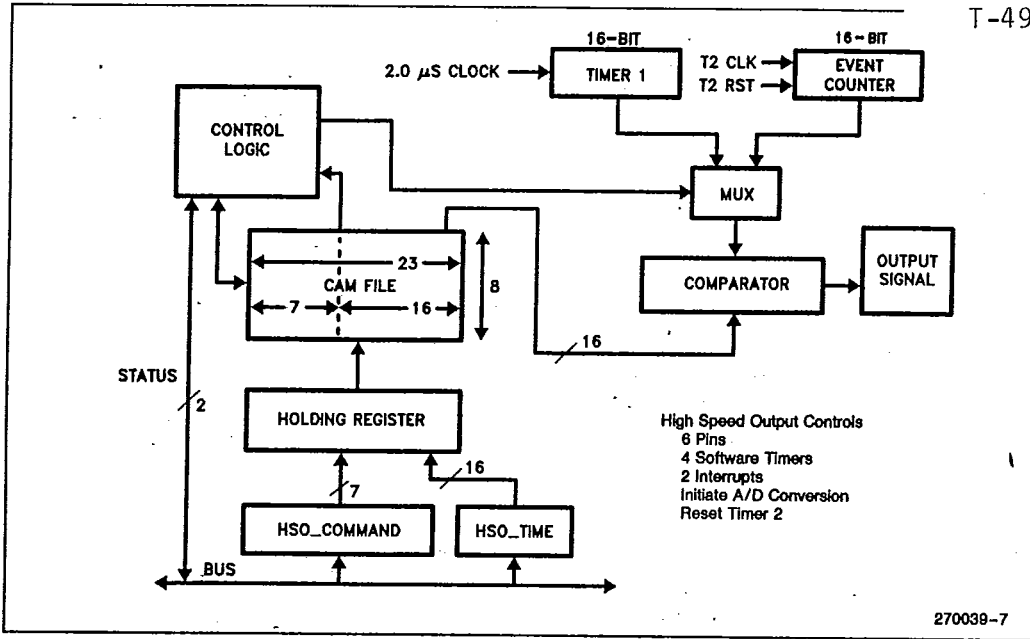 T-49
16-BIT
16-BIT
2.0 μS CLOCK
TIMER 1
T2 CLK
T2 RST
EVENT
COUNTER
CONTROL
LOGIC
MUX
23
CAM FILE
7
16
8
COMPARATOR
OUTPUT
SIGNAL
16
STATUS
2
HOLDING REGISTER
7
16
HSO_COMMAND
HSO_TIME
BUS
High Speed Output Controls
6 Pins
4 Software Timers
2 Interrupts
Initiate A/D Conversion
Reset Timer 2
270039-7